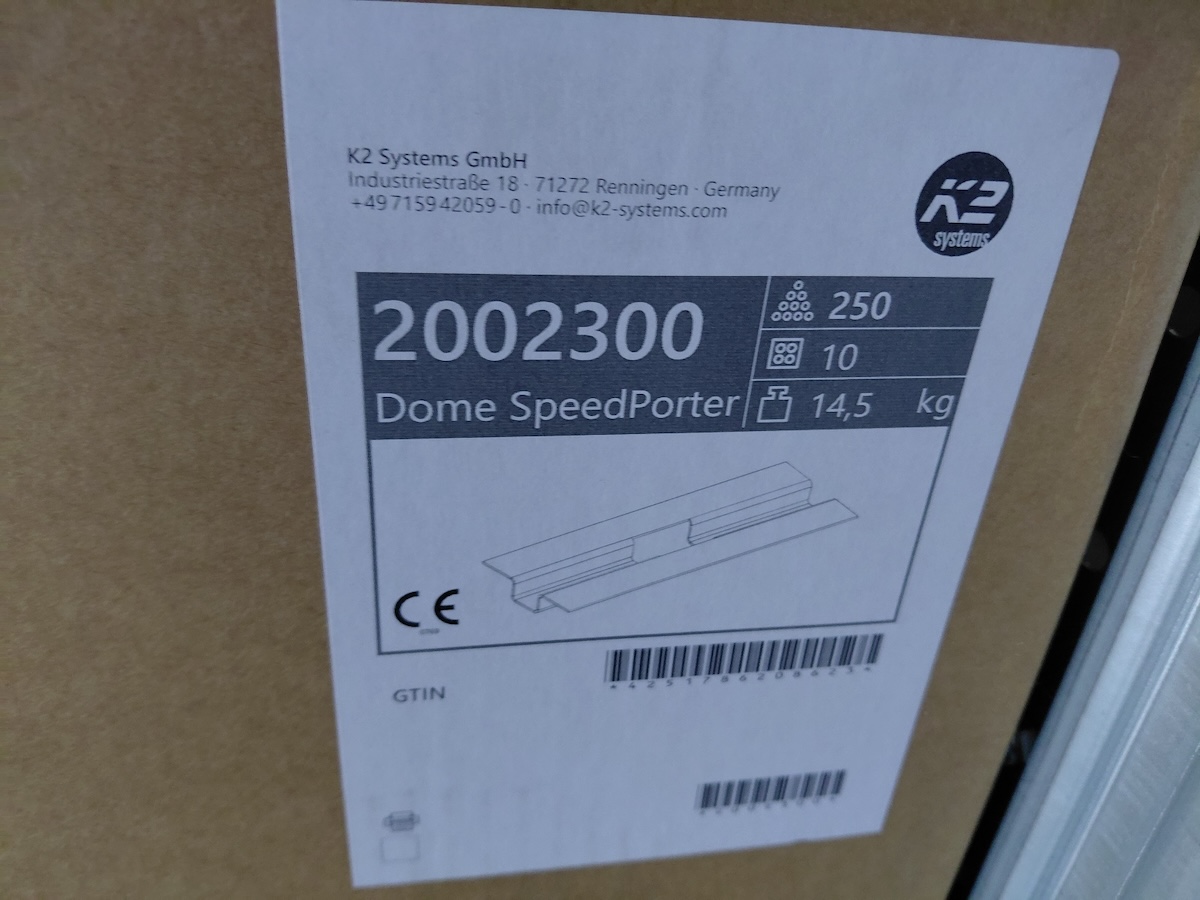 K2 Systems GmbH
Industriestraße 18 · 71272 Renningen · Germany
+49 7159 42059 - 0 · info@k2-systems.com
K2
systems
2002300
Dome SpeedPorter
250
10
14,5 kg
CE
GTIN